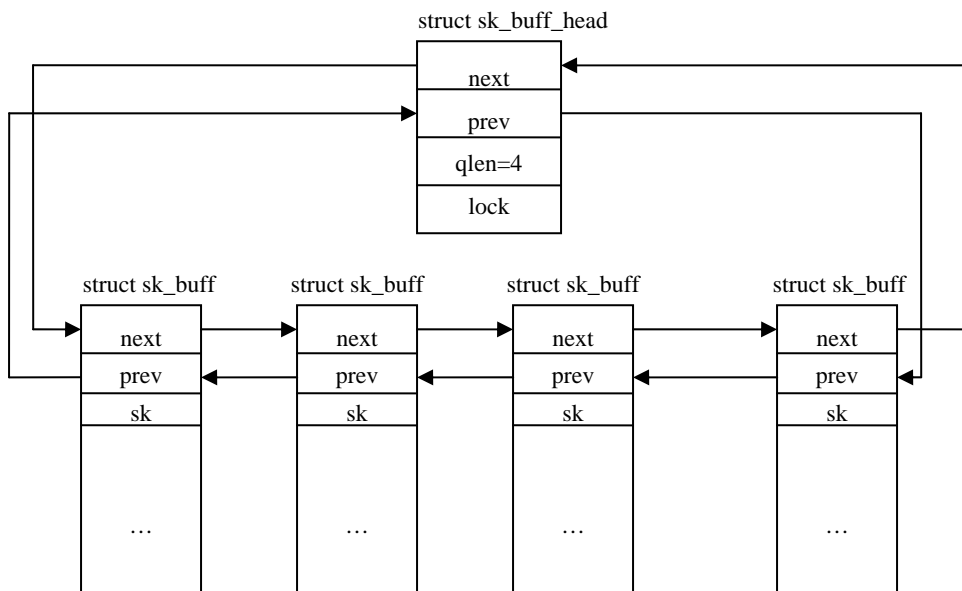 struct sk_buff_head
next
prev
qlen=4
lock
struct sk_buff struct sk_buff struct sk_buff struct sk_buff
next next next next
prev prev prev prev
sk sk sk sk
… … … …